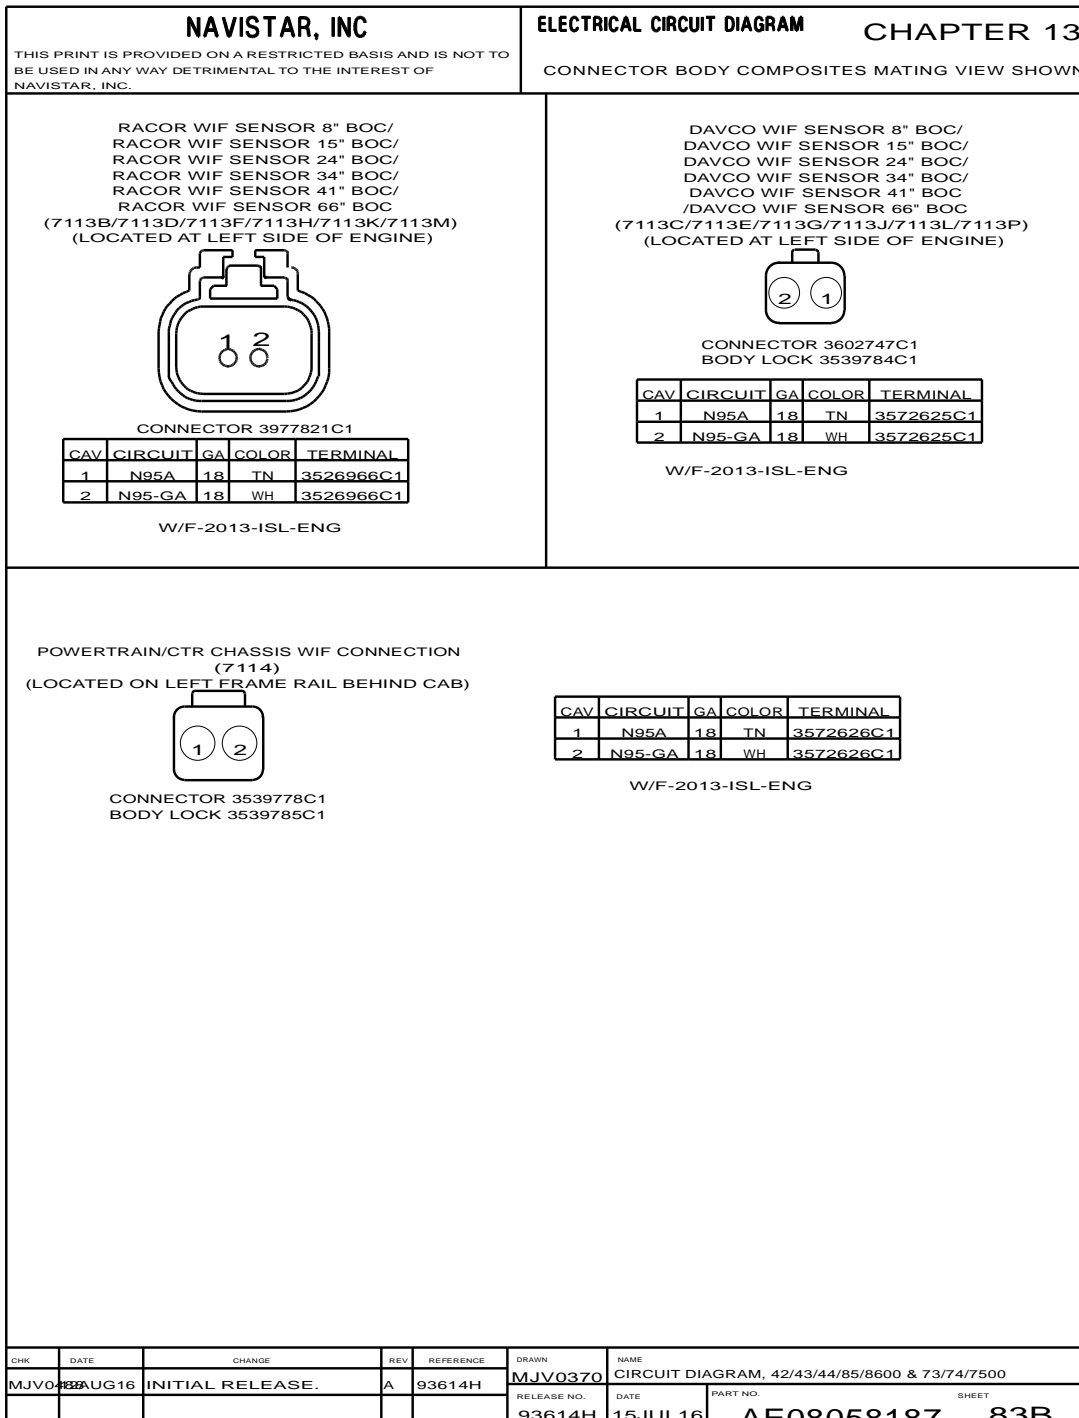 NAVISTAR, INC
THIS PRINT IS PROVIDED ON A RESTRICTED BASIS AND IS NOT TO
BE USED IN ANY WAY DETRIMENTAL TO THE INTEREST OF
NAVISTAR, INC.
ELECTRICAL CIRCUIT DIAGRAM
CHAPTER 13
CONNECTOR BODY COMPOSITES MATING VIEW SHOWN
RACOR WIF SENSOR 8" BOC/
RACOR WIF SENSOR 15" BOC/
RACOR WIF SENSOR 24" BOC/
RACOR WIF SENSOR 34" BOC/
RACOR WIF SENSOR 41" BOC/
RACOR WIF SENSOR 66" BOC
(7113B/7113D/7113F/7113H/7113K/7113M)
(LOCATED AT LEFT SIDE OF ENGINE)
1 2
CONNECTOR 3977821C1
CAV CIRCUIT GA COLOR TERMINAL
1 N95A 18 TN 3526966C1
2 N95-GA 18 WH 3526966C1
W/F-2013-ISL-ENG
DAVCO WIF SENSOR 8" BOC/
DAVCO WIF SENSOR 15" BOC/
DAVCO WIF SENSOR 24" BOC/
DAVCO WIF SENSOR 34" BOC/
DAVCO WIF SENSOR 41" BOC
/DAVCO WIF SENSOR 66" BOC
(7113C/7113E/7113G/7113J/7113L/7113P)
(LOCATED AT LEFT SIDE OF ENGINE)
2 1
CONNECTOR 3602747C1
BODY LOCK 3539784C1
CAV CIRCUIT GA COLOR TERMINAL
1 N95A 18 TN 3572625C1
2 N95-GA 18 WH 3572625C1
W/F-2013-ISL-ENG
POWERTRAIN/CTR CHASSIS WIF CONNECTION
(7114)
(LOCATED ON LEFT FRAME RAIL BEHIND CAB)
1 2
CONNECTOR 3539778C1
BODY LOCK 3539785C1
CAV CIRCUIT GA COLOR TERMINAL
1 N95A 18 TN 3572626C1
2 N95-GA 18 WH 3572626C1
W/F-2013-ISL-ENG
CHK DATE CHANGE REV REFERENCE
INITIAL RELEASE. A 93614H
DRAWN
MJV0370
NAME
CIRCUIT DIAGRAM, 42/43/44/85/8600 & 73/74/7500
RELEASE NO. DATE PART NO. SHEET
93614H 15JUL16 AE08058187 83B